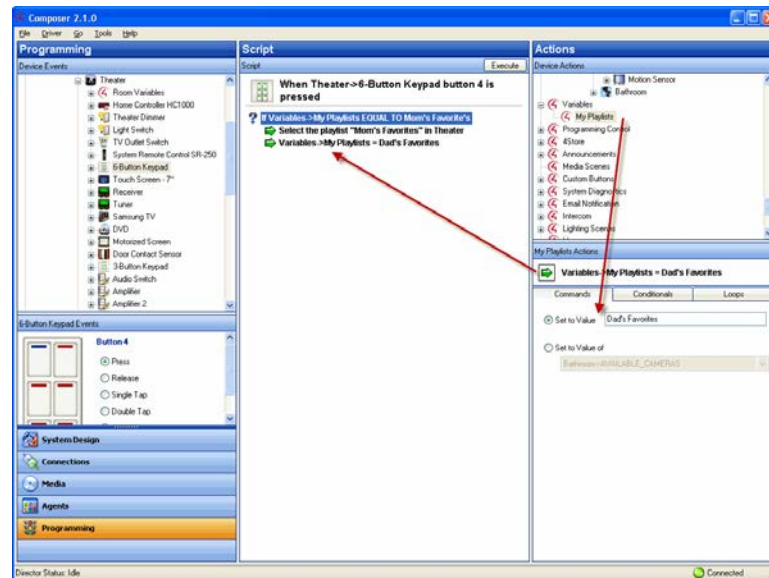 Composer 2.1.0
File Driver Go Tools Help
Programming
Device Events
Theater
Room Variables
Home Controller HC1000
Theater Dimmer
Light Switch
TV Outlet Switch
System Remote Control SR-250
6-Button Keypad
Touch Screen - 7"
Receiver
Tuner
Samsung TV
DVD
Motorized Screen
Door Contact Sensor
3-Button Keypad
Audio Switch
Amplifier
Amplifier 2
6-Button Keypad Events
Button 4
Press
Release
Single Tap
Double Tap
System Design
Connections
Media
Agents
Programming
Director Status: Idle
Script
Script Execute
When Theater->6-Button Keypad button 4 is
pressed
If Variables->My Playlists EQUAL TO Mom's Favorite's
Select the playlist "Mom's Favorites" in Theater
Variables->My Playlists = Dad's Favorites
Actions
Device Actions
Motion Sensor
Bathroom
Variables
My Playlists
Programming Control
4Store
Announcements
Media Scenes
Custom Buttons
System Diagnostics
Email Notification
Intercom
Lighting Scenes
My Playlists Actions
Variables->My Playlists = Dad's Favorites
Commands Conditionals Loops
Set to Value Dad's Favorites
Set to Value of
Bathroom->AVAILABLE_CAMERAS
Connected